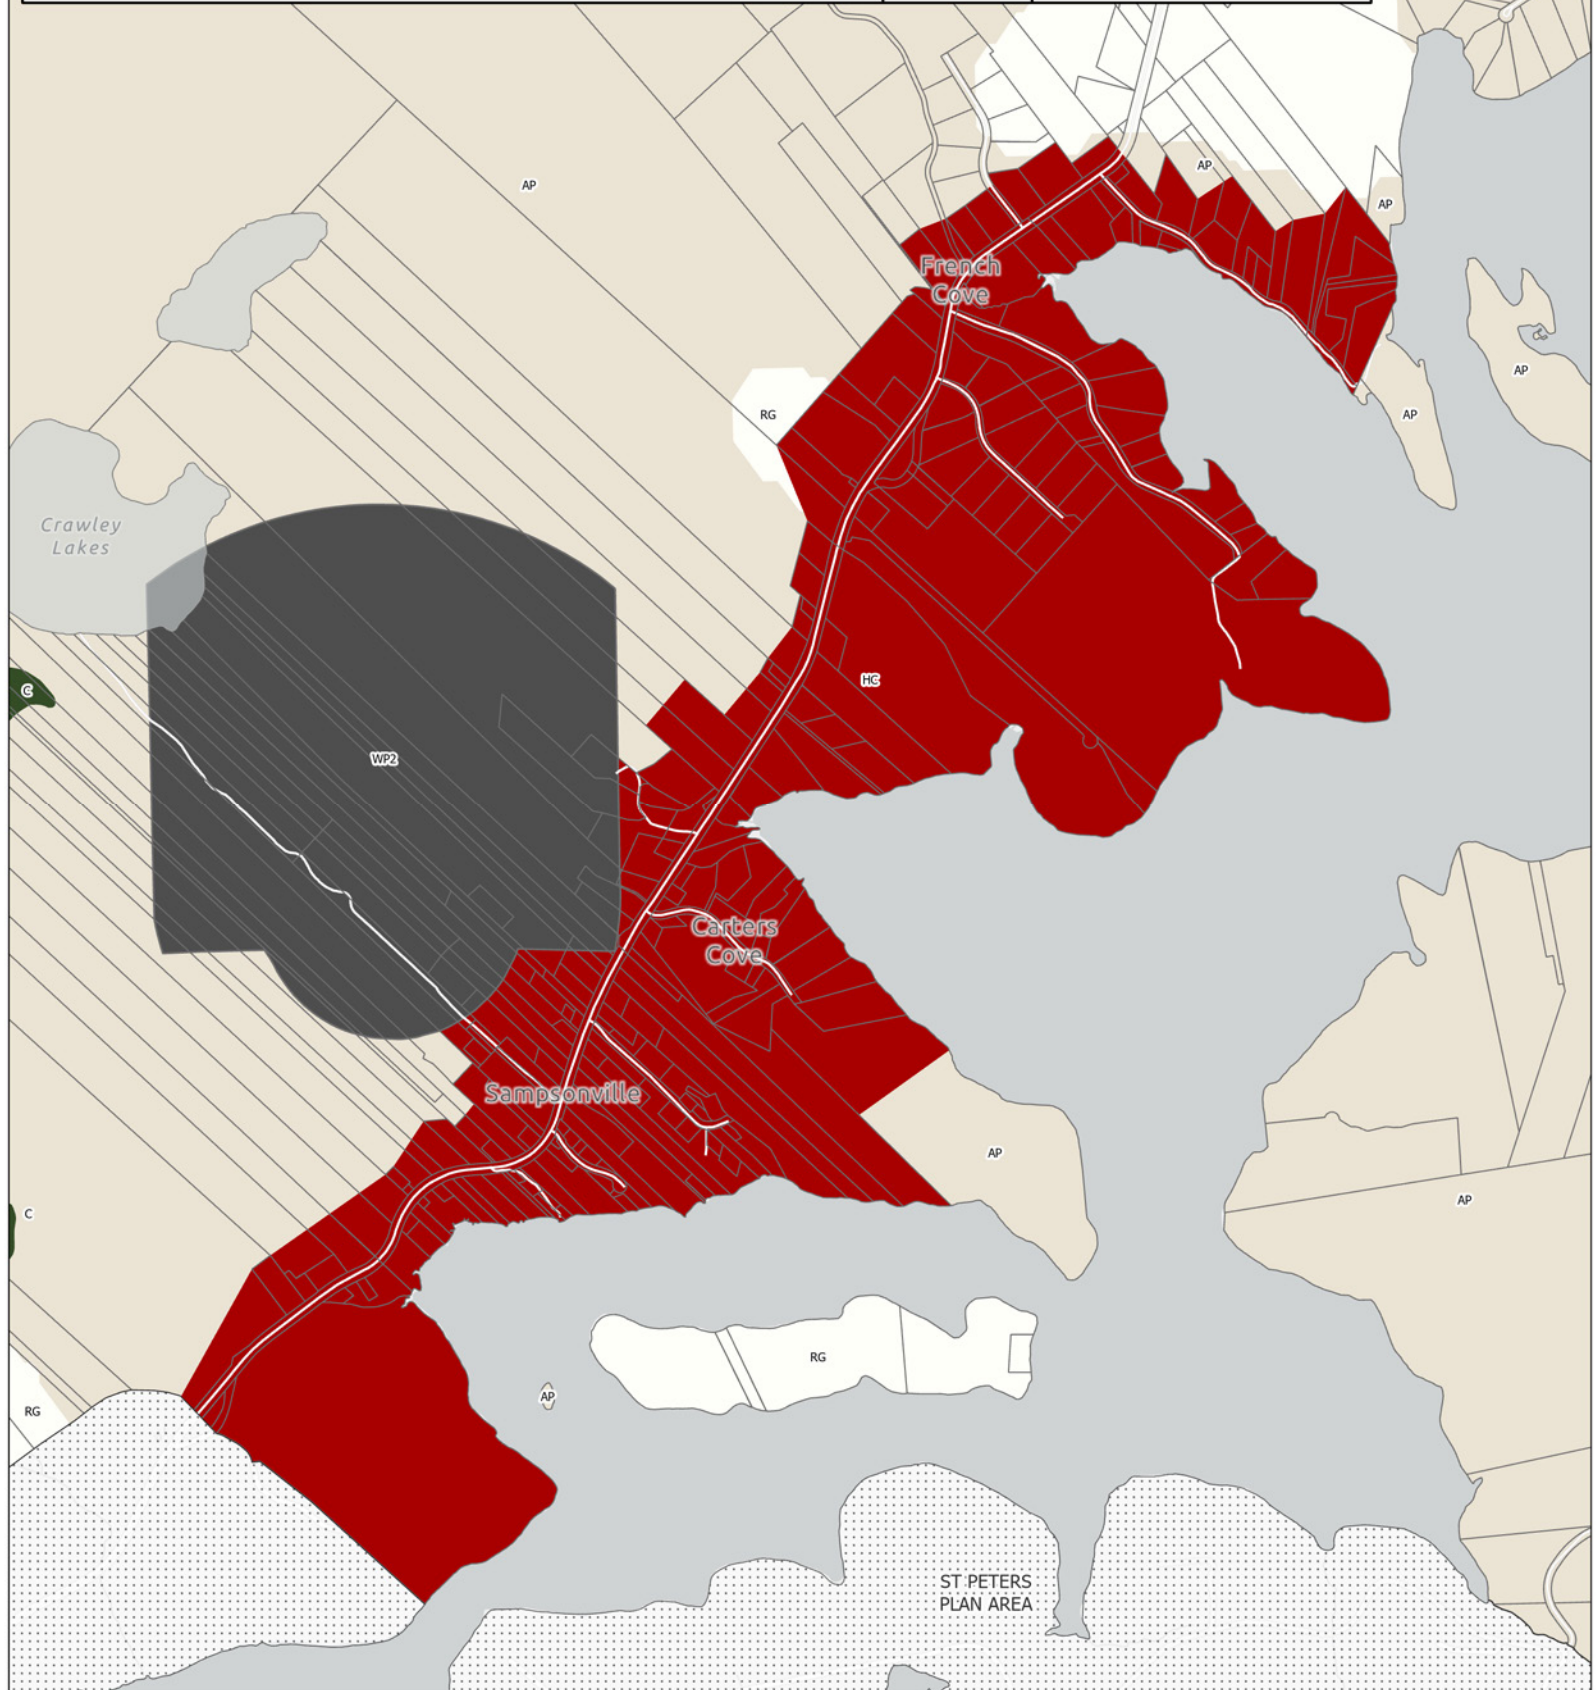 AP
AP
AP
French
Cove
AP
RG
AP
Crawley
Lakes
HC
C
WP2
Carters
Cove
Sampsonville
AP
AP
C
RG
AP
RG
ST PETERS
PLAN AREA